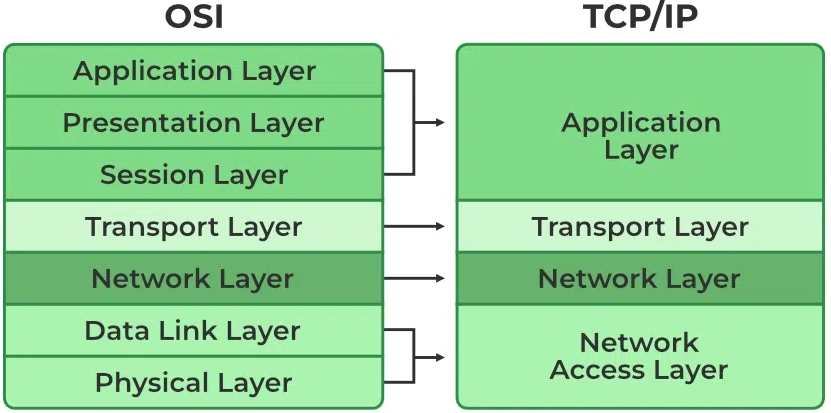 OSI
TCP/IP
Application Layer
Presentation Layer
Session Layer
Transport Layer
Network Layer
Data Link Layer
Physical Layer
Application
Layer
Transport Layer
Network Layer
Network
Access Layer